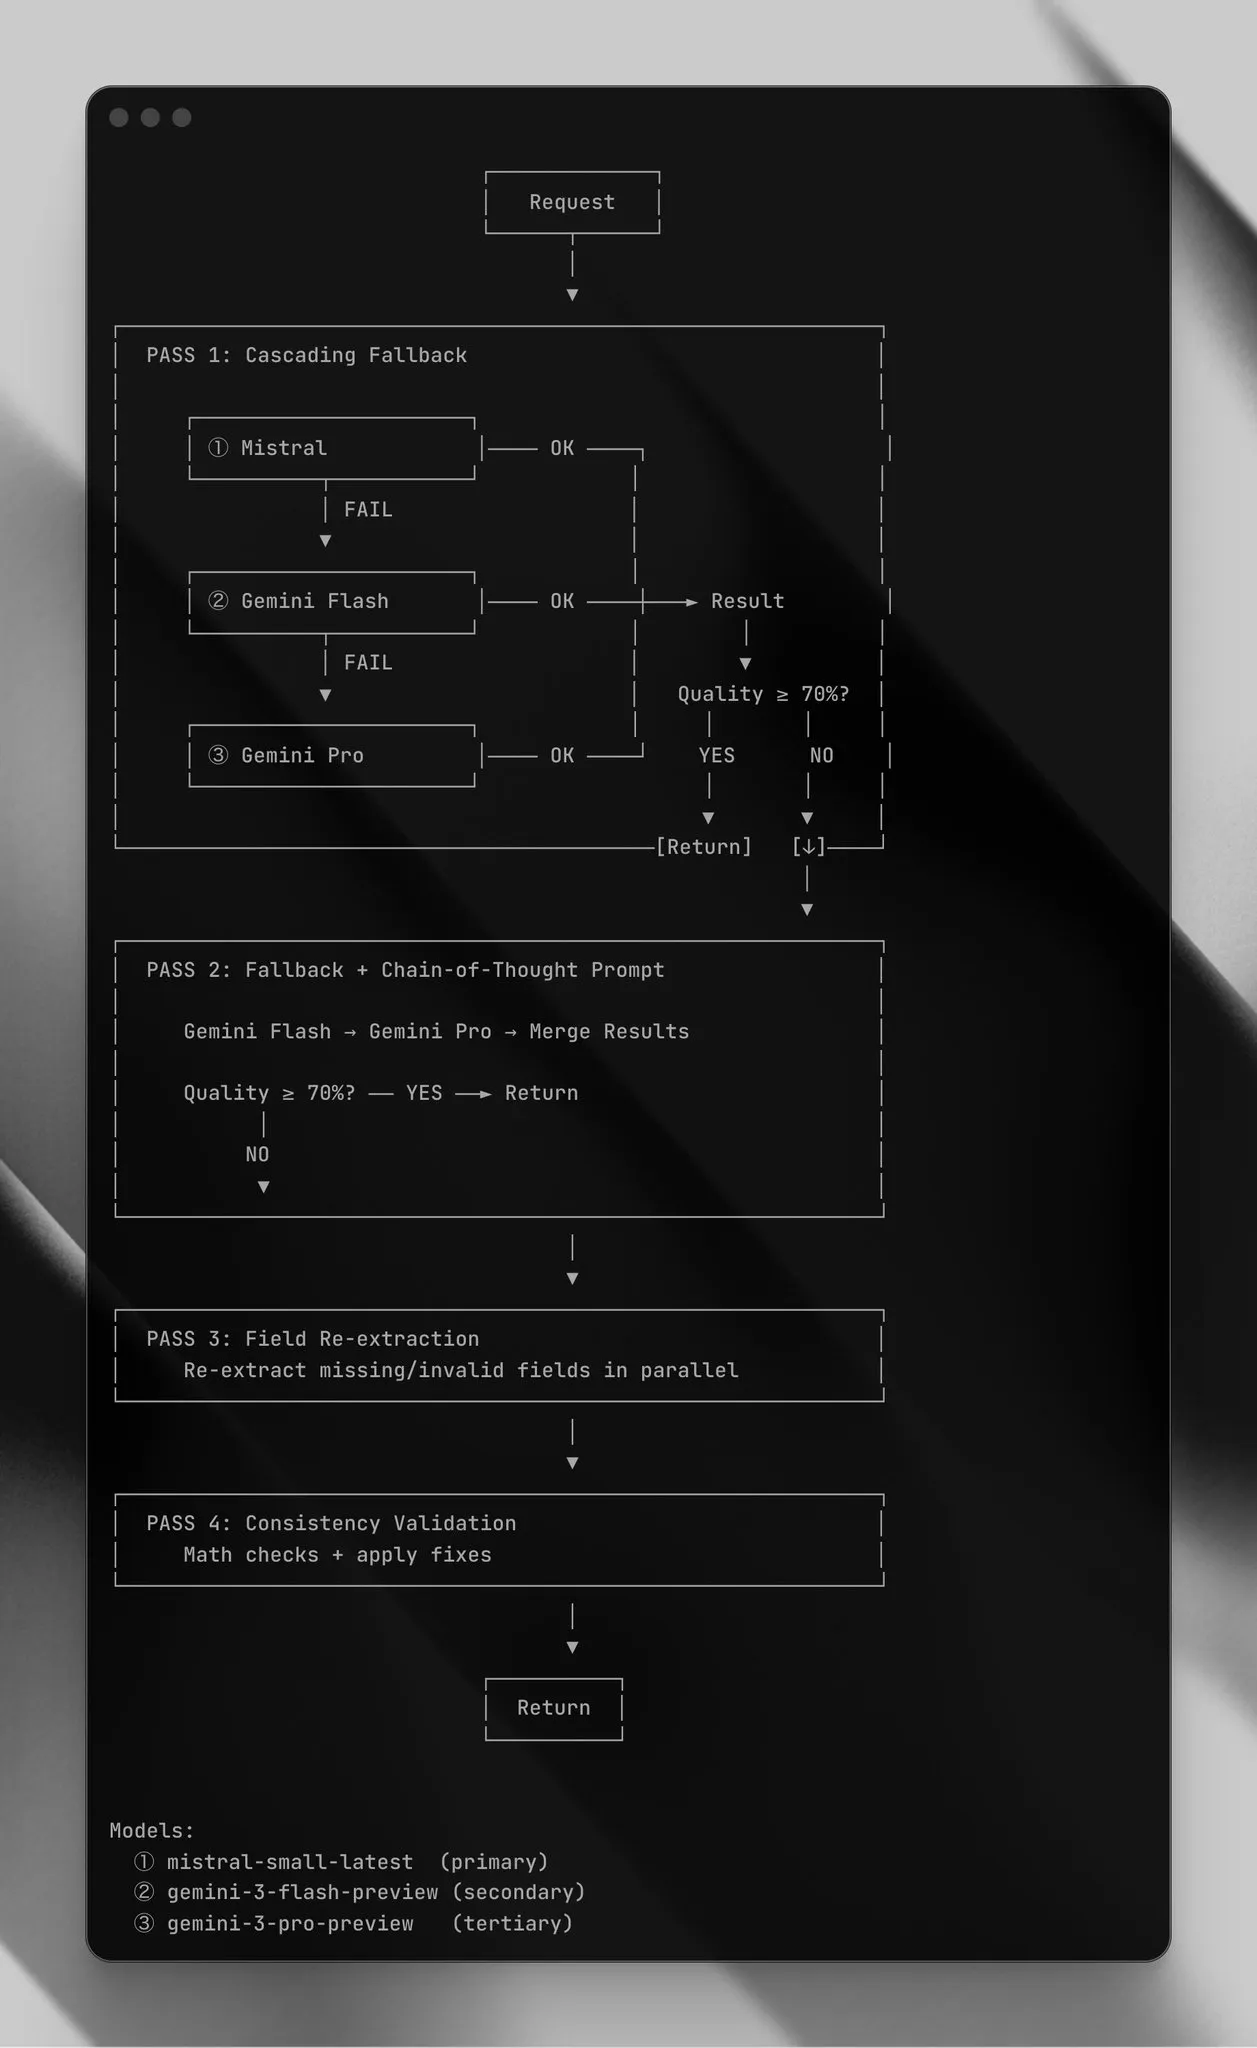 Request
PASS 1: Cascading Fallback
① Mistral OK
FAIL
② Gemini Flash OK Result
FAIL
Quality ≥ 70%?
③ Gemini Pro OK YES NO
[Return] [↓]
PASS 2: Fallback + Chain-of-Thought Prompt
Gemini Flash → Gemini Pro → Merge Results
Quality ≥ 70%? YES Return
NO
PASS 3: Field Re-extraction
Re-extract missing/invalid fields in parallel
PASS 4: Consistency Validation
Math checks + apply fixes
Return
Models:
① mistral-small-latest (primary)
② gemini-3-flash-preview (secondary)
③ gemini-3-pro-preview (tertiary)